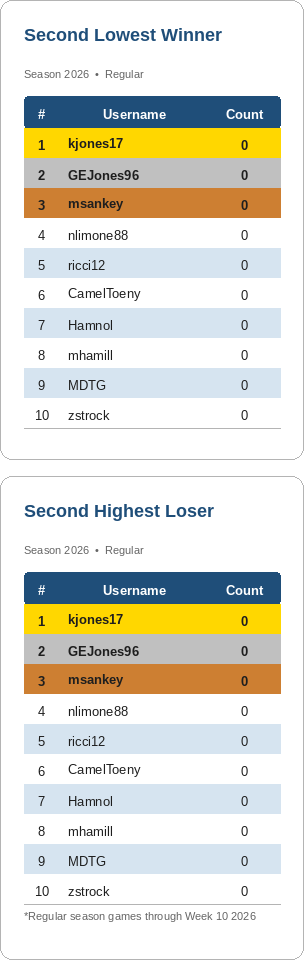 Second Lowest Winner
Season 2026 • Regular
# Username Count
1 kjones17 0
2 GEJones96 0
3 msankey 0
4 nlimone88 0
5 ricci12 0
6 CamelToeny 0
7 Hamnol 0
8 mhamill 0
9 MDTG 0
10 zstrock 0
Second Highest Loser
Season 2026 • Regular
# Username Count
1 kjones17 0
2 GEJones96 0
3 msankey 0
4 nlimone88 0
5 ricci12 0
6 CamelToeny 0
7 Hamnol 0
8 mhamill 0
9 MDTG 0
10 zstrock 0
*Regular season games through Week 10 2026